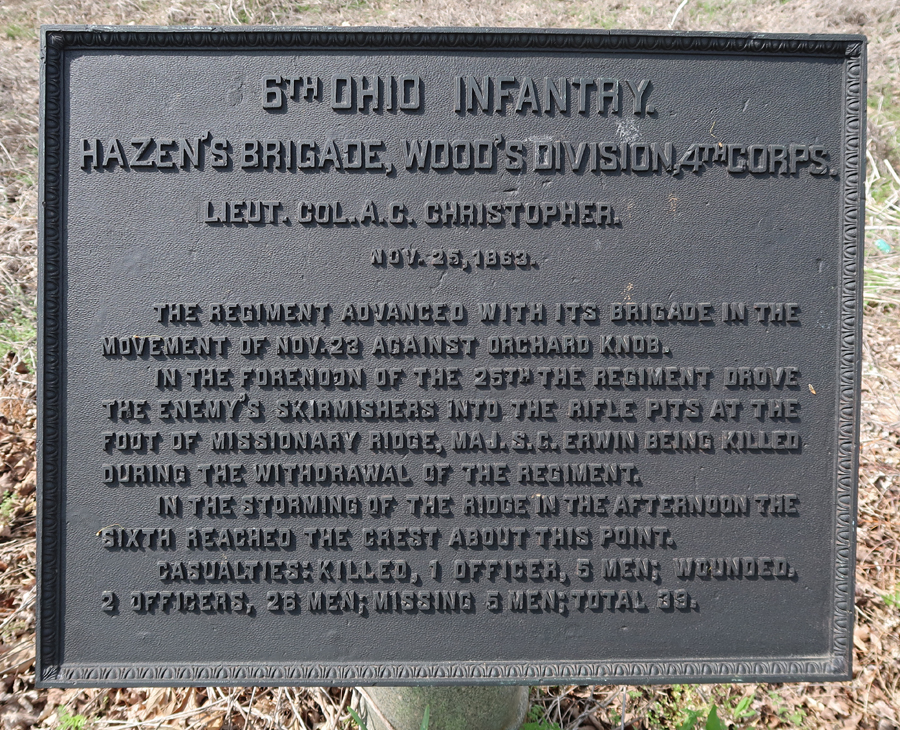 6TH OHIO INFANTRY.
HAZEN'S BRIGADE, WOOD'S DIVISION, 4TH CORPS.
LIEUT. COL. A. C. CHRISTOPHER.
NOV. 25, 1863.
THE REGIMENT ADVANCED WITH ITS BRIGADE IN THE
MOVEMENT OF NOV. 23 AGAINST ORCHARD KNOB.
IN THE FORENOON OF THE 25TH THE REGIMENT DROVE
THE ENEMY'S SKIRMISHERS INTO THE RIFLE PITS AT THE
FOOT OF MISSIONARY RIDGE, MAJ. S. C. ERWIN BEING KILLED
DURING THE WITHDRAWAL OF THE REGIMENT.
IN THE STORMING OF THE RIDGE IN THE AFTERNOON THE
SIXTH REACHED THE CREST ABOUT THIS POINT.
CASUALTIES: KILLED, 1 OFFICER, 5 MEN; WOUNDED.
2 OFFICERS, 26 MEN; MISSING 5 MEN; TOTAL 39.